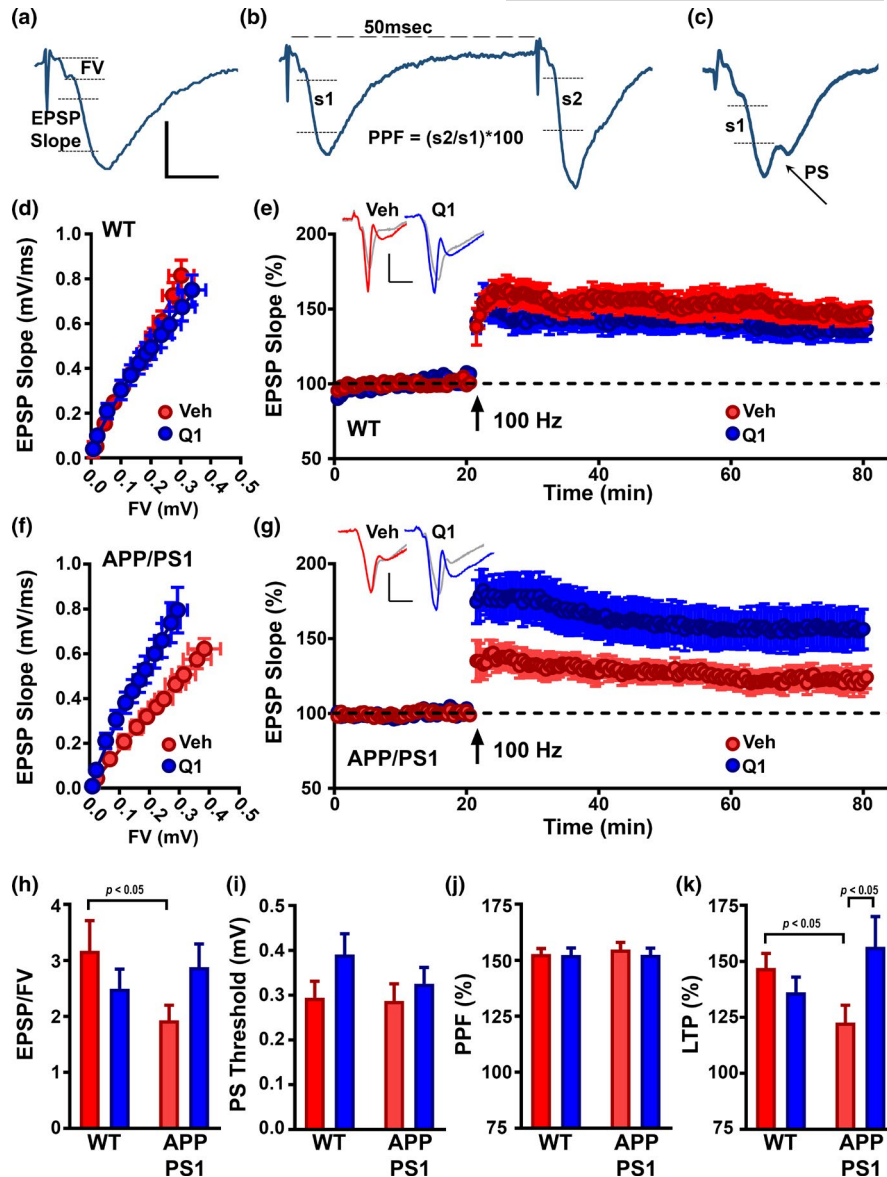 (a)
FV
EPSP
Slope
(b)
50msec
s1
s2
PPF = (s2/s1)*100
(c)
s1
PS
(d)
WT
EPSP Slope (mV/ms)
1.0
0.8
0.6
0.4
0.2
0.0
Veh
Q1
0.0 0.1 0.2 0.3 0.4 0.5
FV (mV)
(e)
Veh Q1
EPSP Slope (%)
200
150
100
50
WT
100 Hz
Veh
Q1
0 20 40 60 80
Time (min)
(f)
APP/PS1
EPSP Slope (mV/ms)
1.0
0.8
0.6
0.4
0.2
0.0
Veh
Q1
0.0 0.1 0.2 0.3 0.4 0.5
FV (mV)
(g)
Veh Q1
EPSP Slope (%)
200
150
100
50
APP/PS1
100 Hz
Veh
Q1
0 20 40 60 80
Time (min)
(h)
p < 0.05
EPSP/FV
4
3
2
1
0
WT APP
PS1
(i)
PS Threshold (mV)
0.5
0.4
0.3
0.2
0.1
0.0
WT APP
PS1
(j)
PPF (%)
175
150
125
100
75
WT APP
PS1
(k)
p < 0.05
p < 0.05
LTP (%)
175
150
125
100
75
WT APP
PS1